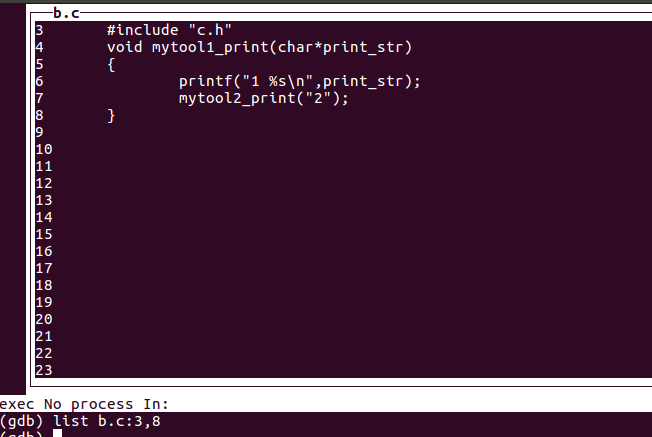 b.c
3 #include "c.h"
4 void mytool1_print(char*print_str)
5 {
6 printf("1 %s\n",print_str);
7 mytool2_print("2");
8 }
9
10
11
12
13
14
15
16
17
18
19
20
21
22
23
exec No process In:
(gdb) list b.c:3,8
(gdb)